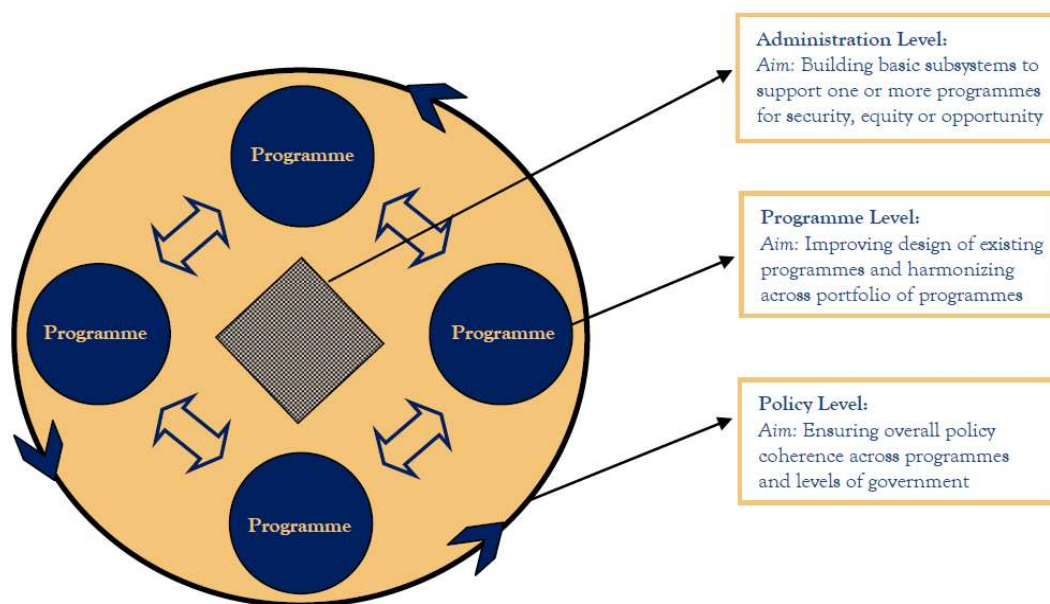 Programme
Programme
Programme
Programme
Administration Level:
Aim: Building basic subsystems to
support one or more programmes
for security, equity or opportunity
Programme Level:
Aim: Improving design of existing
programmes and harmonizing
across portfolio of programmes
Policy Level:
Aim: Ensuring overall policy
coherence across programmes
and levels of government